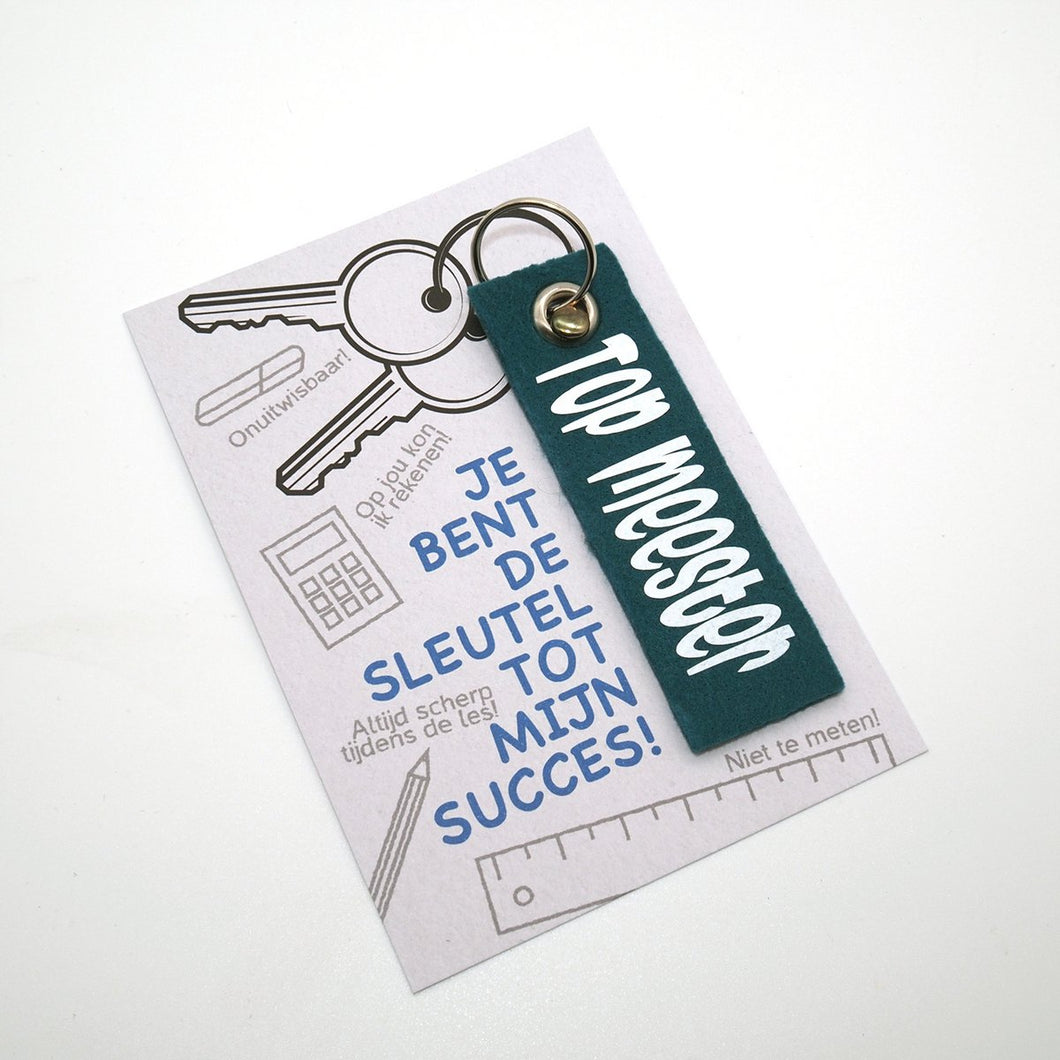 Top meester
Onuitwisbaar!
Op jou kon
ik rekenen!
JE
BENT
DE
SLEUTEL
TOT
MIJN
SUCCES!
Altijd scherp
tijdens de les!
Niet te meten!